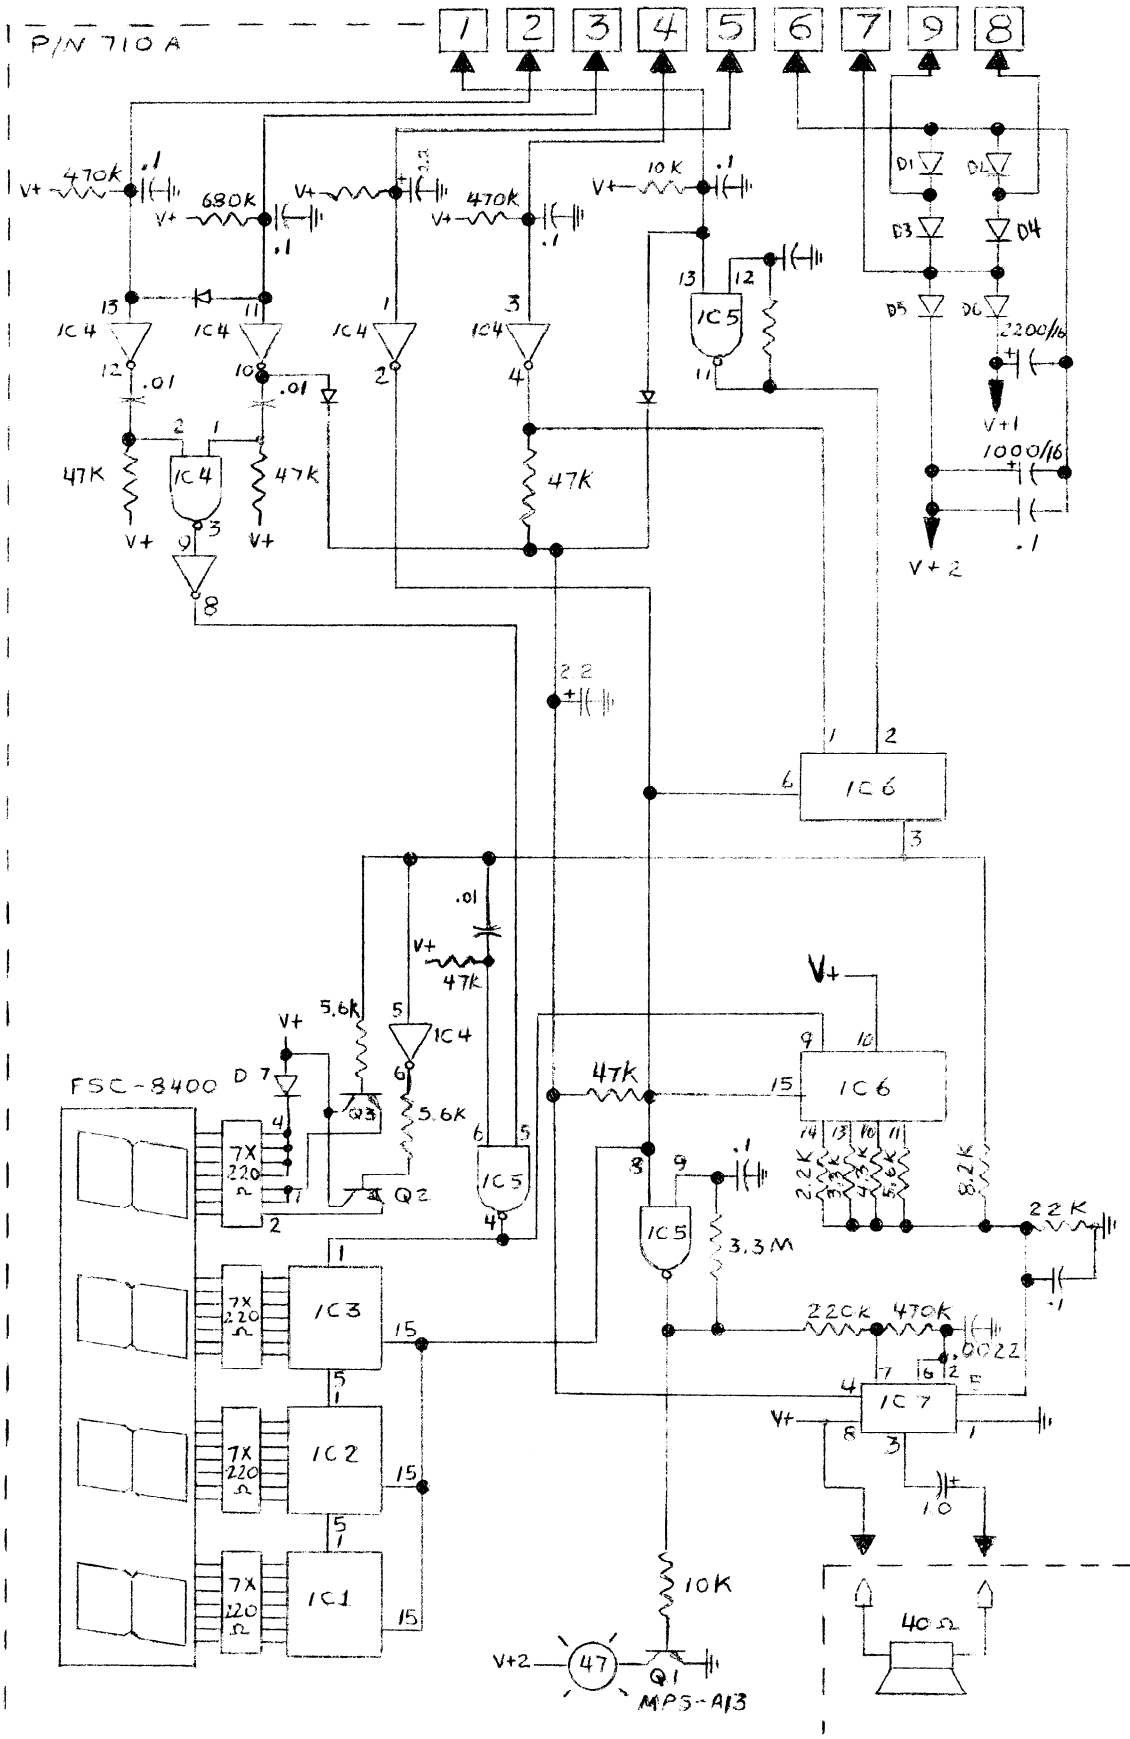 P/N 710A
1 2 3 4 5 6 7 9 8
V+ 470K .1
V+ 680K .1
V+ 2.2
V+ 470K .1
V+ 10K .1
D1 D2
D3 D4
D5 D6
2200/16
+
V+1
1000/16
+
.1
V+2
13 IC4 12
11 IC4 10
1 IC4 2
3 IC4 4
13 12
IC5
11
.01 .01
2 1
47K IC4 47K
V+ 3 V+
9
8
47K
2.2
+
1 2
6 IC6
3
.01
V+
47K
V+
5.6K 5 IC4
6
V+
9 10
15 IC6
14 13 10 11
2.2K 3.3K 4.3K 5.6K 8.2K
47K
FSC-8400
D7
4
Q3
5.6K
7X
220
Ω
1
Q2
2
6 5
IC5
4
8 9 .1
IC5
3.3M
22K
.1
1
7X
220
Ω
IC3
15
5
1
7X
220
Ω
IC2
15
5
1
7X
220
Ω
IC1
15
220K 470K
.0022
7 6 2
4 IC7 5
V+ 8 3 1
+
1.0
10K
V+2 47
Q1
MPS-A13
40Ω